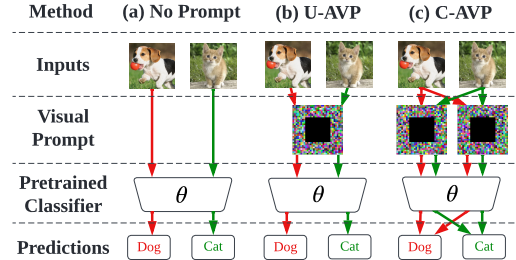 Method (a) No Prompt (b) U-AVP (c) C-AVP
Inputs
Visual
Prompt
Pretrained
Classifier
θ θ θ
Predictions Dog Cat Dog Cat Dog Cat